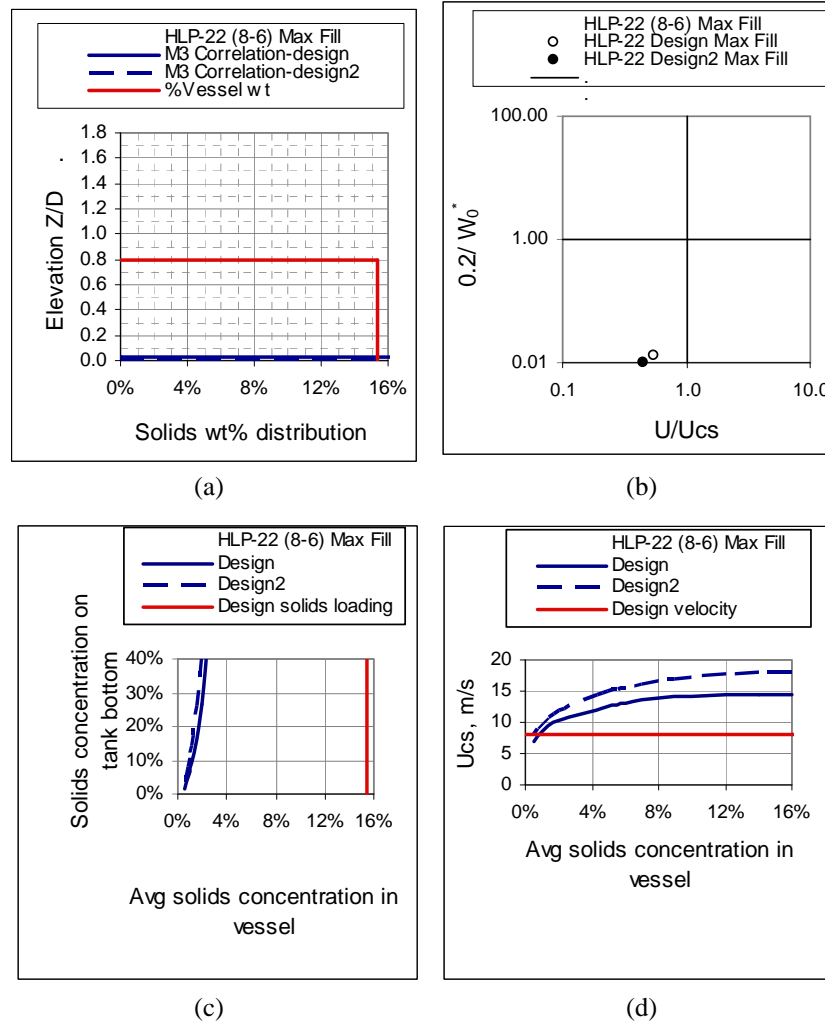 HLP-22 (8-6) Max Fill
M3 Correlation-design
M3 Correlation-design2
%Vessel wt
1.8
1.6
1.4
1.2
1.0
0.8
0.6
0.4
0.2
0.0
Elevation Z/D
0% 4% 8% 12% 16%
Solids wt% distribution
(a)
HLP-22 (8-6) Max Fill
HLP-22 Design Max Fill
HLP-22 Design2 Max Fill
100.00
1.00
0.01
0.2/ W0*
0.1 1.0 10.0
U/Ucs
(b)
HLP-22 (8-6) Max Fill
Design
Design2
Design solids loading
Solids concentration on
tank bottom
40%
30%
20%
10%
0%
0% 4% 8% 12% 16%
Avg solids concentration in
vessel
(c)
HLP-22 (8-6) Max Fill
Design
Design2
Design velocity
Ucs, m/s
20
15
10
5
0
0% 4% 8% 12% 16%
Avg solids concentration in
vessel
(d)